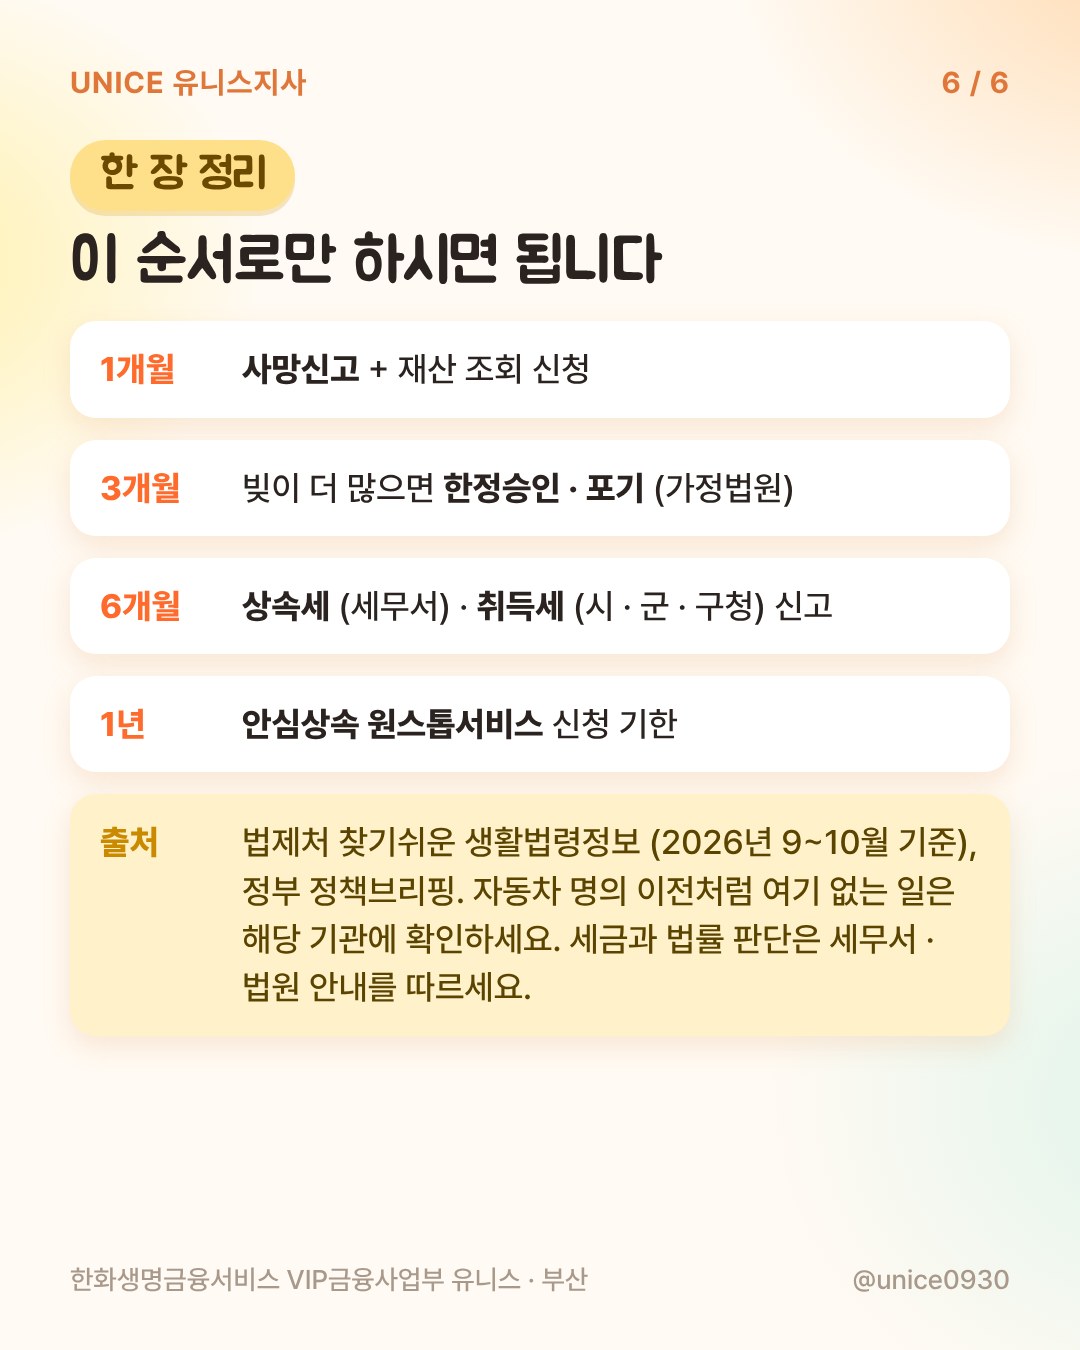 UNICE 유니스지사
6 / 6
한 장 정리
이 순서로만 하시면 됩니다
1개월 사망신고 + 재산 조회 신청
3개월 빚이 더 많으면 한정승인 · 포기 (가정법원)
6개월 상속세 (세무서) · 취득세 (시 · 군 · 구청) 신고
1년 안심상속 원스톱서비스 신청 기한
출처 법제처 찾기쉬운 생활법령정보 (2026년 9~10월 기준),
정부 정책브리핑. 자동차 명의 이전처럼 여기 없는 일은
해당 기관에 확인하세요. 세금과 법률 판단은 세무서 ·
법원 안내를 따르세요.
한화생명금융서비스 VIP금융사업부 유니스 · 부산
@unice0930